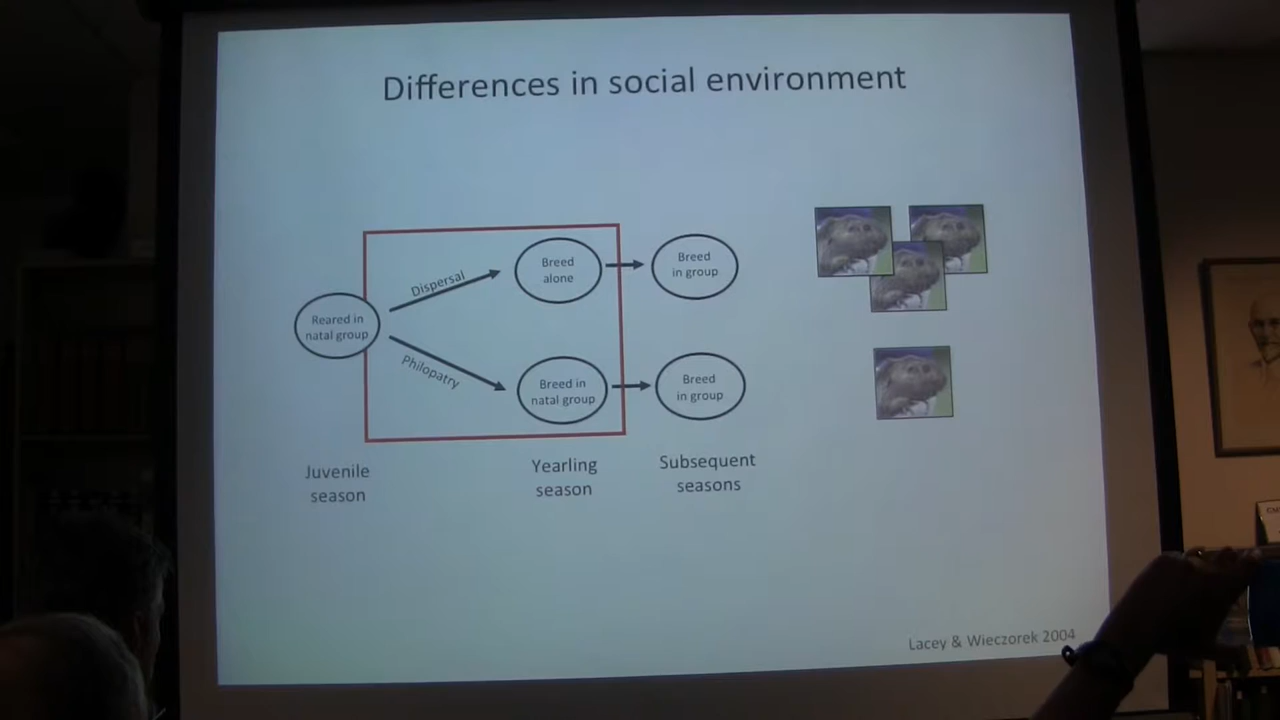 Differences in social environment
Dispersal
Breed
alone
Breed
in group
Reared in
natal group
Philopatry
Breed in
natal group
Breed
in group
Juvenile
season
Yearling
season
Subsequent
seasons
Lacey & Wieczorek 2004